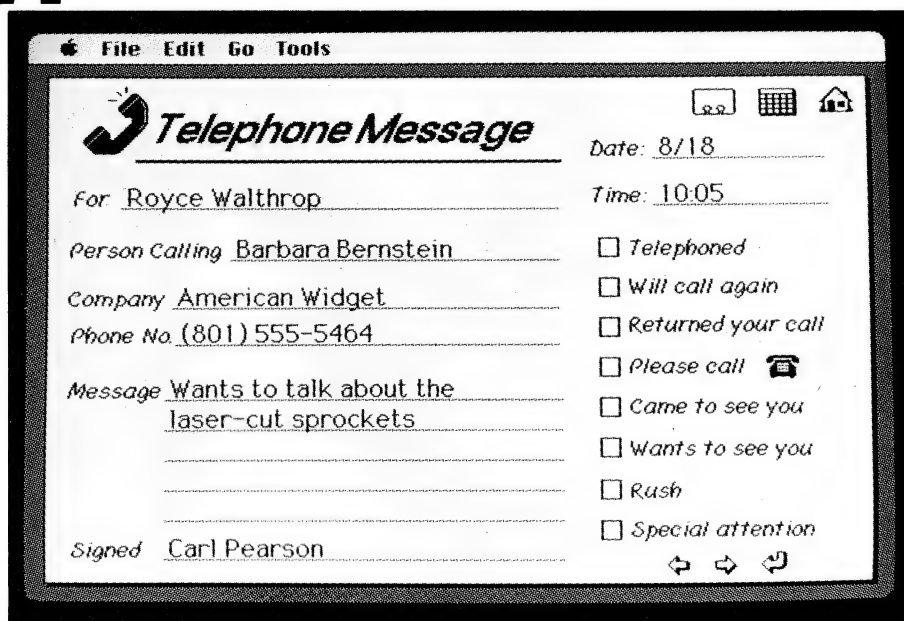 File Edit Go Tools
Telephone Message
Date: 8/18
For Royce Walthrop
Time: 10:05
Person Calling Barbara Bernstein
Company American Widget
Phone No. (801) 555-5464
Message Wants to talk about the
laser-cut sprockets
Signed Carl Pearson
Telephoned
Will call again
Returned your call
Please call
Came to see you
Wants to see you
Rush
Special attention